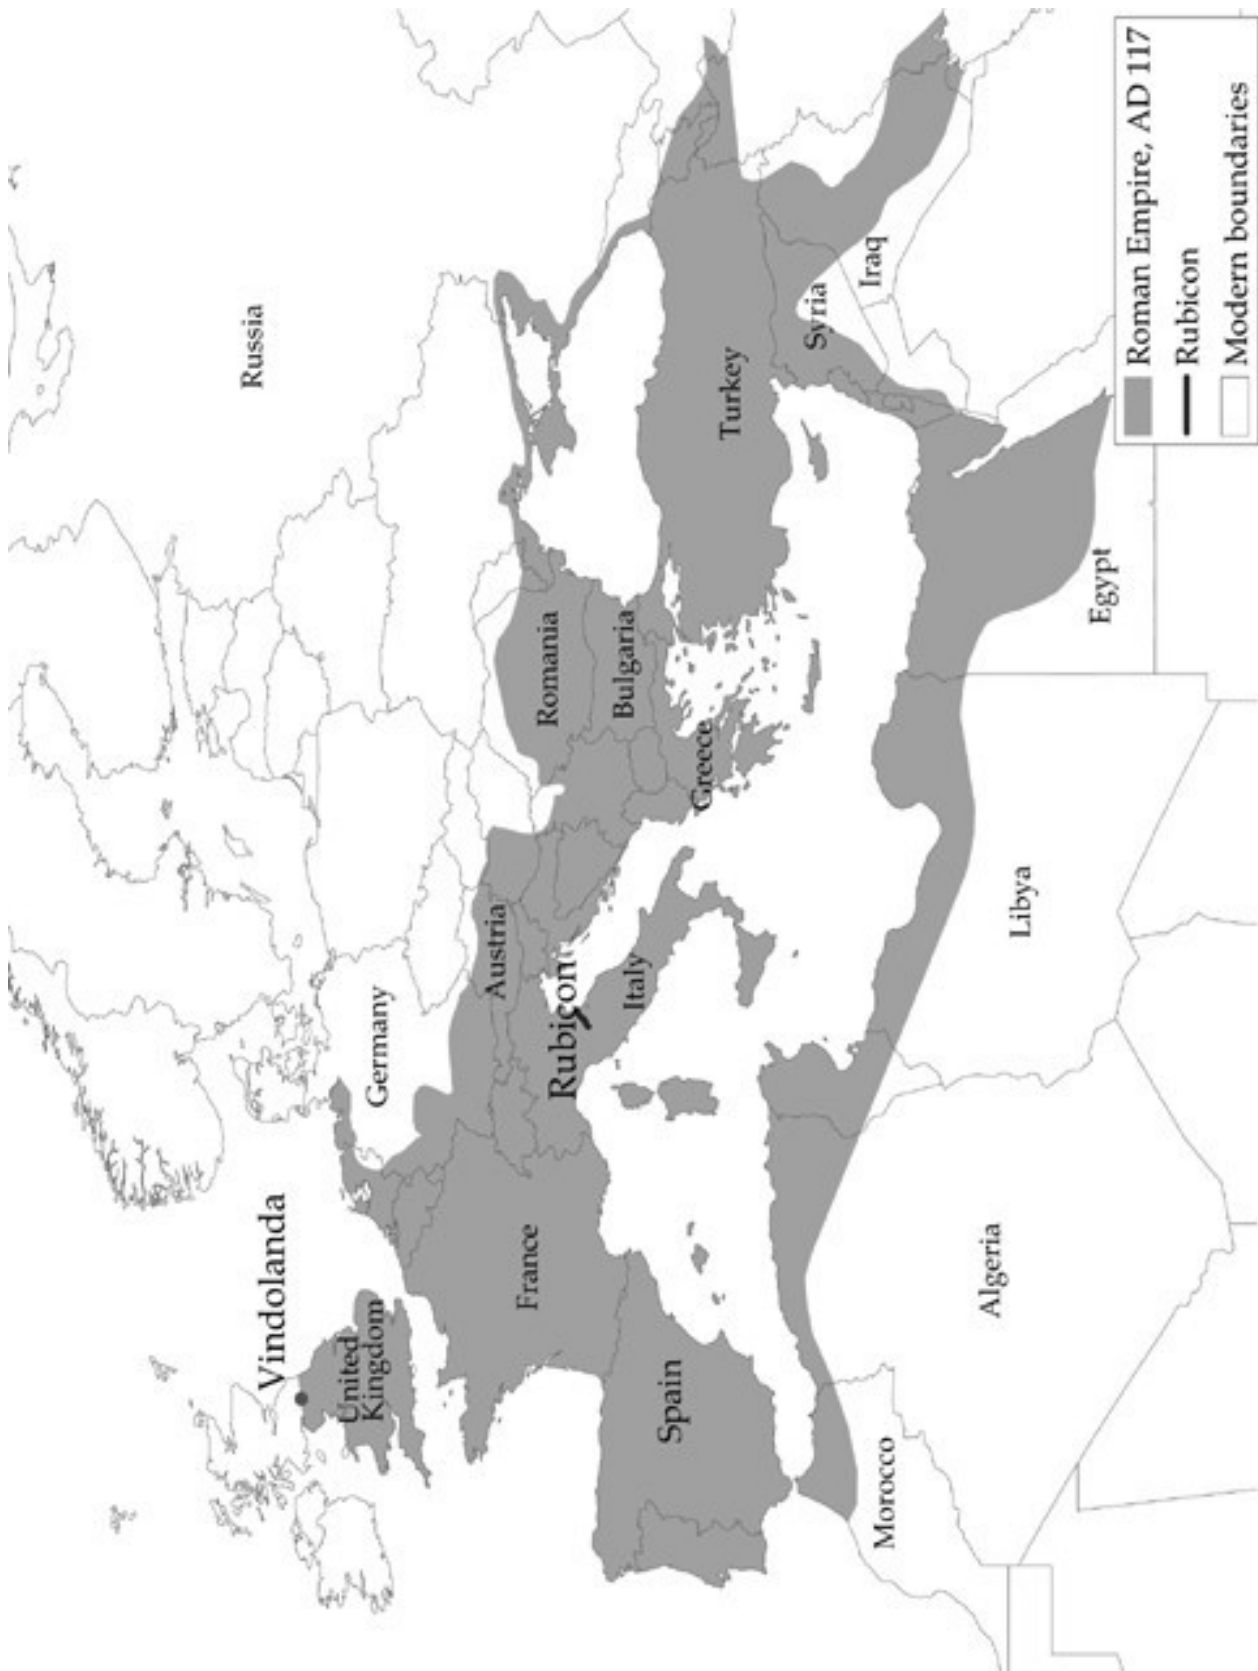 Russia
Vindolanda
United
Kingdom
Germany
France
Austria
Romania
Rubicon
Bulgaria
Italy
Spain
Greece
Turkey
Syria
Iraq
Morocco
Algeria
Libya
Egypt
Roman Empire, AD 117
Rubicon
Modern boundaries